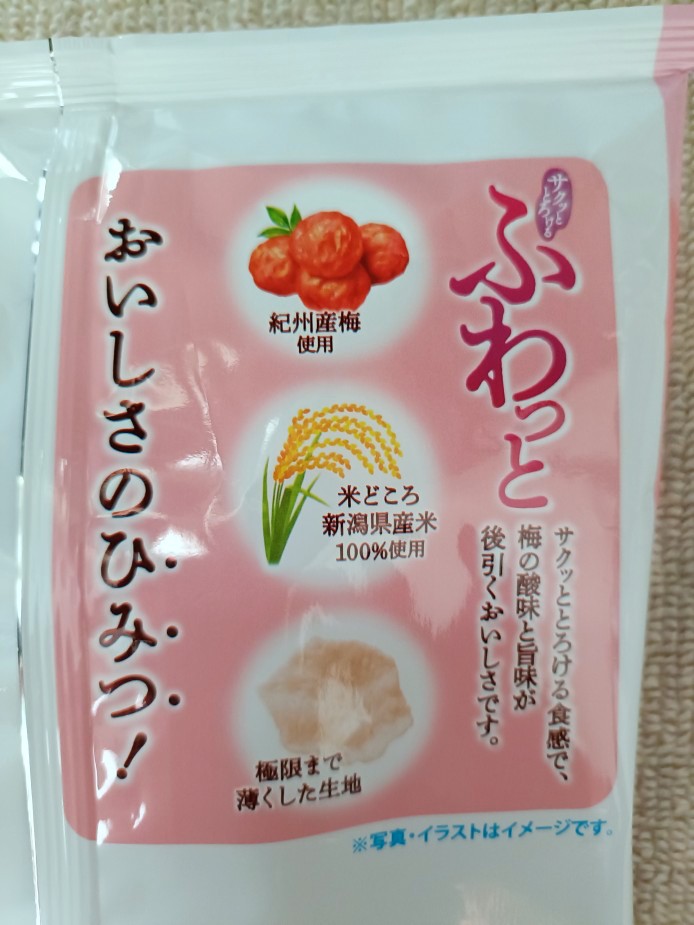 サクッと
とろける
ふわっと
サクッととろける食感で、
梅の酸味と旨味が
後引くおいしさです。
紀州産梅
使用
米どころ
新潟県産米
100%使用
極限まで
薄くした生地
おいしさのひみつ!
※写真・イラストはイメージです。